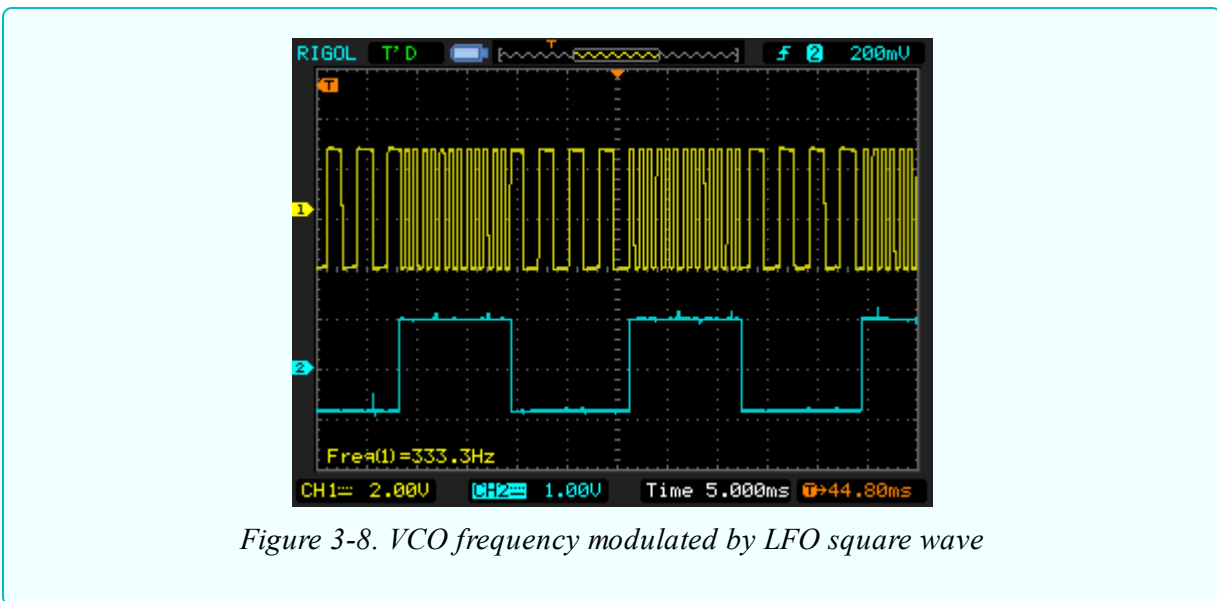 RIGOL T'D T 2 200mV
T
1
2
Freq(1)=333.3Hz
CH1 2.00V CH2 1.00V Time 5.000ms T→44.80ms
Figure 3-8. VCO frequency modulated by LFO square wave